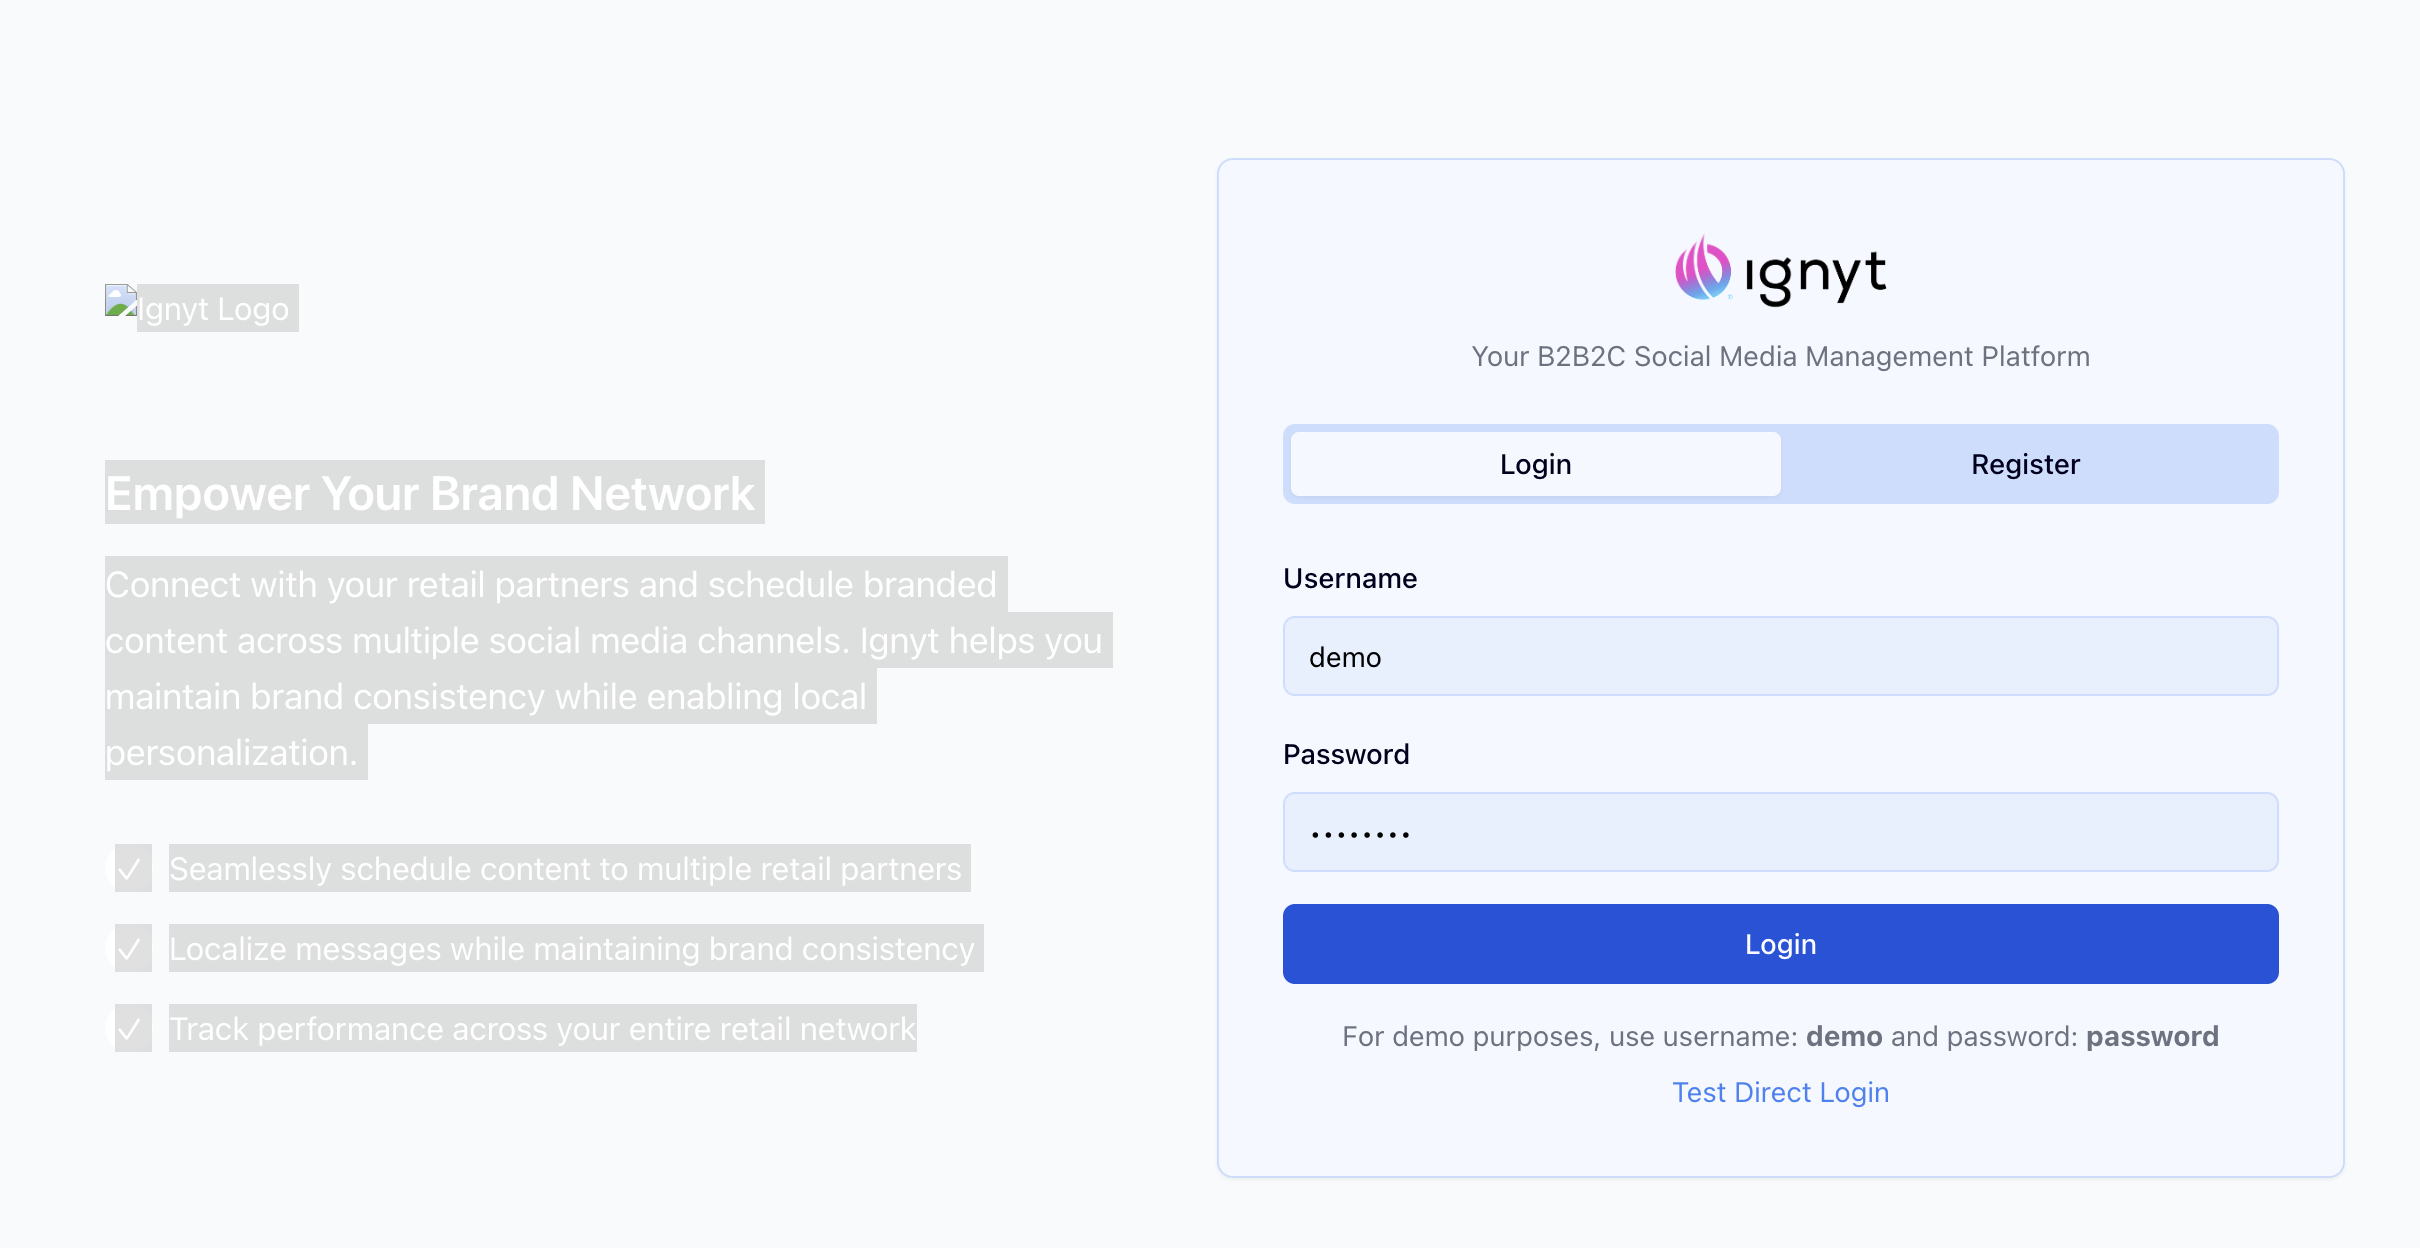 Ignyt Logo
Empower Your Brand Network
Connect with your retail partners and schedule branded
content across multiple social media channels. Ignyt helps you
maintain brand consistency while enabling local
personalization.
✓ Seamlessly schedule content to multiple retail partners
✓ Localize messages while maintaining brand consistency
✓ Track performance across your entire retail network
ignyt
Your B2B2C Social Media Management Platform
Login Register
Username
demo
Password
••••••••
Login
For demo purposes, use username: demo and password: password
Test Direct Login